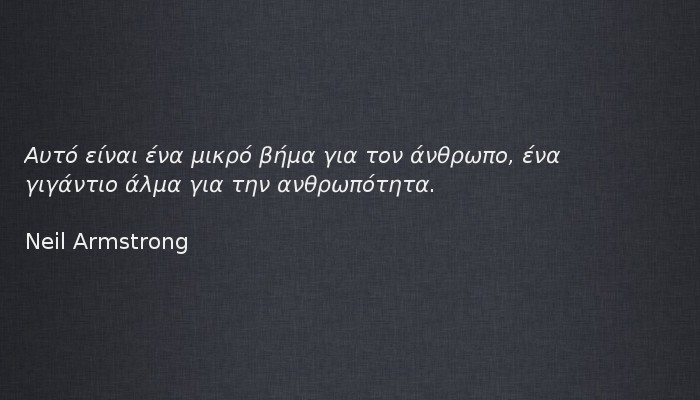 Αυτό είναι ένα μικρό βήμα για τον άνθρωπο, ένα
γιγάντιο άλμα για την ανθρωπότητα.
Neil Armstrong